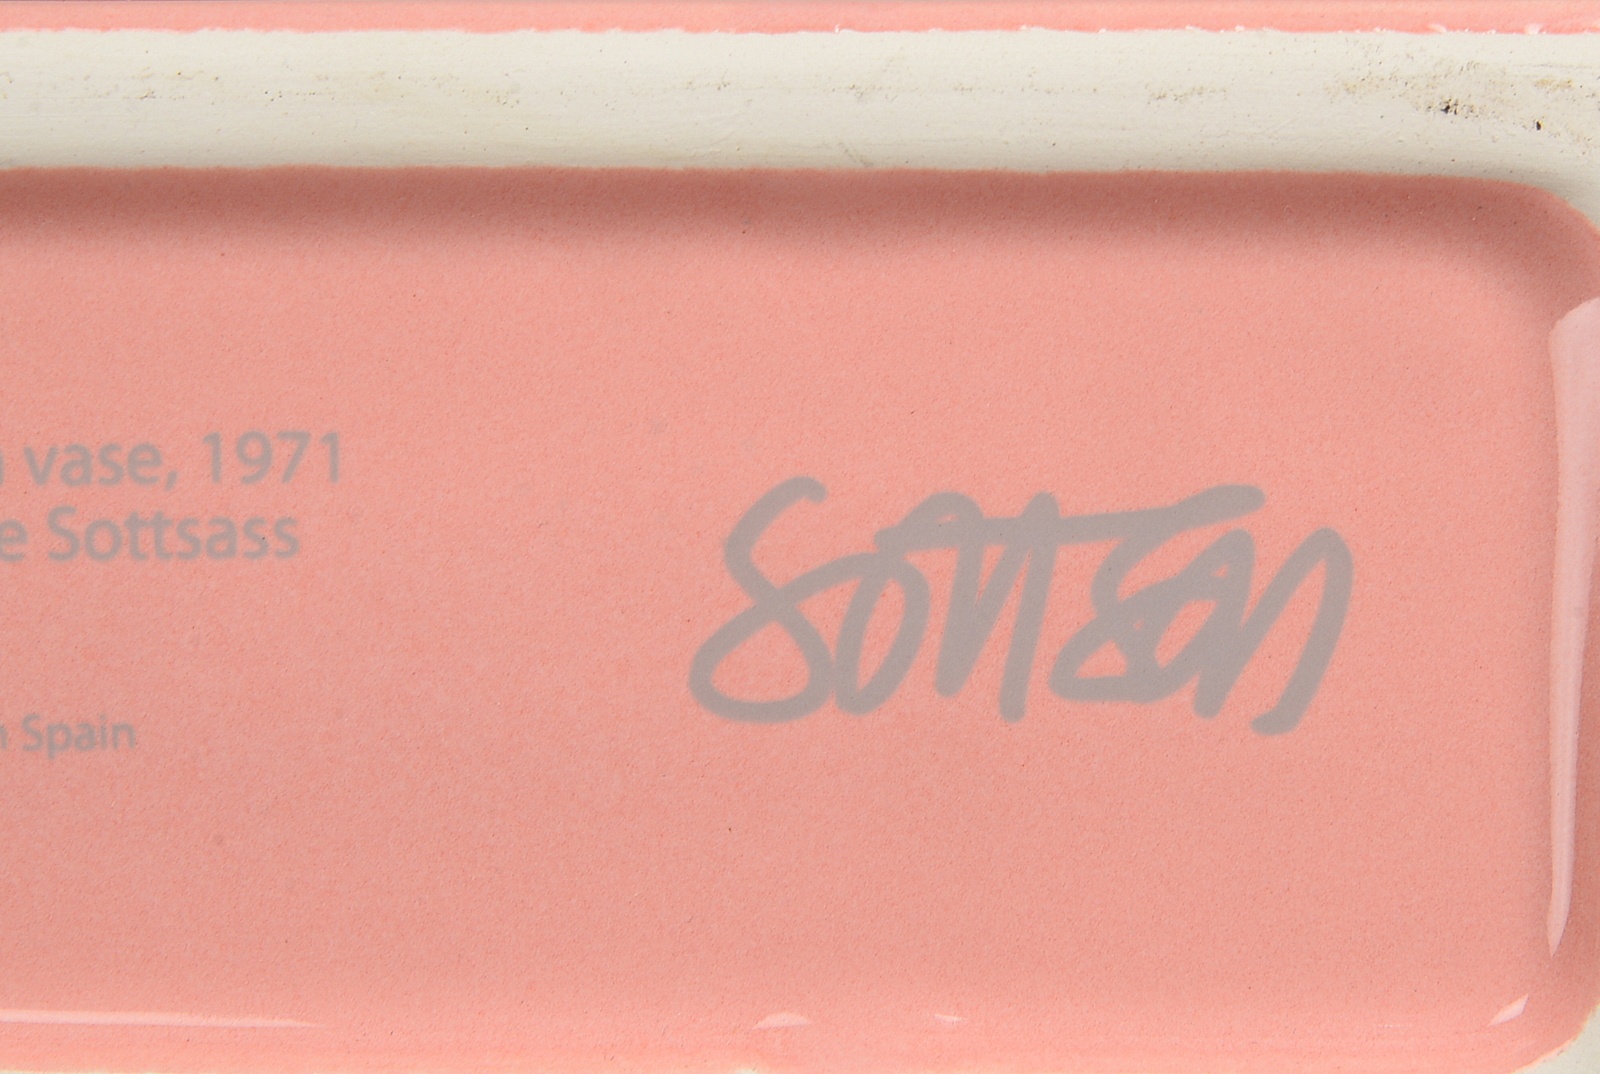 vase, 1971
e Sottsass
Sottsass
n Spain